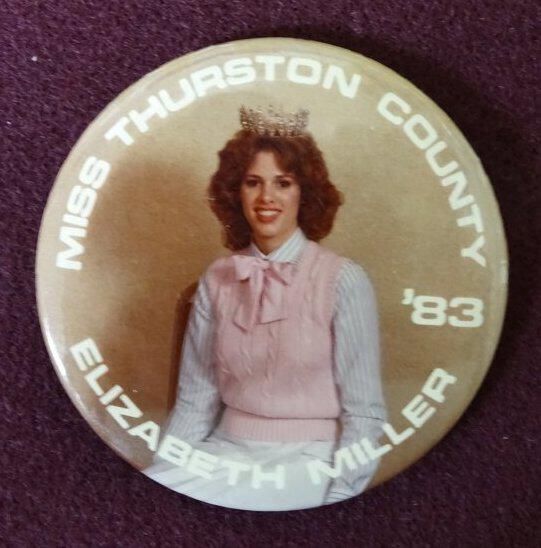 MISS THURSTON COUNTY
'83
ELIZABETH MILLER